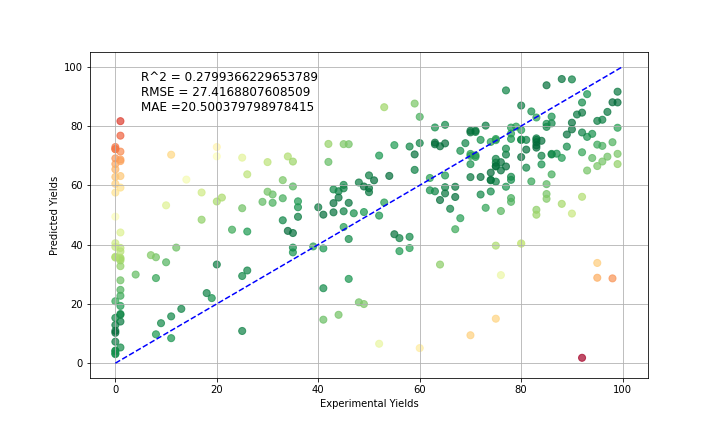 100
80
60
40
20
0
R^2 = 0.2799366229653789
RMSE = 27.4168807608509
MAE =20.500379798978415
Predicted Yields
0
20
40
60
80
100
Experimental Yields